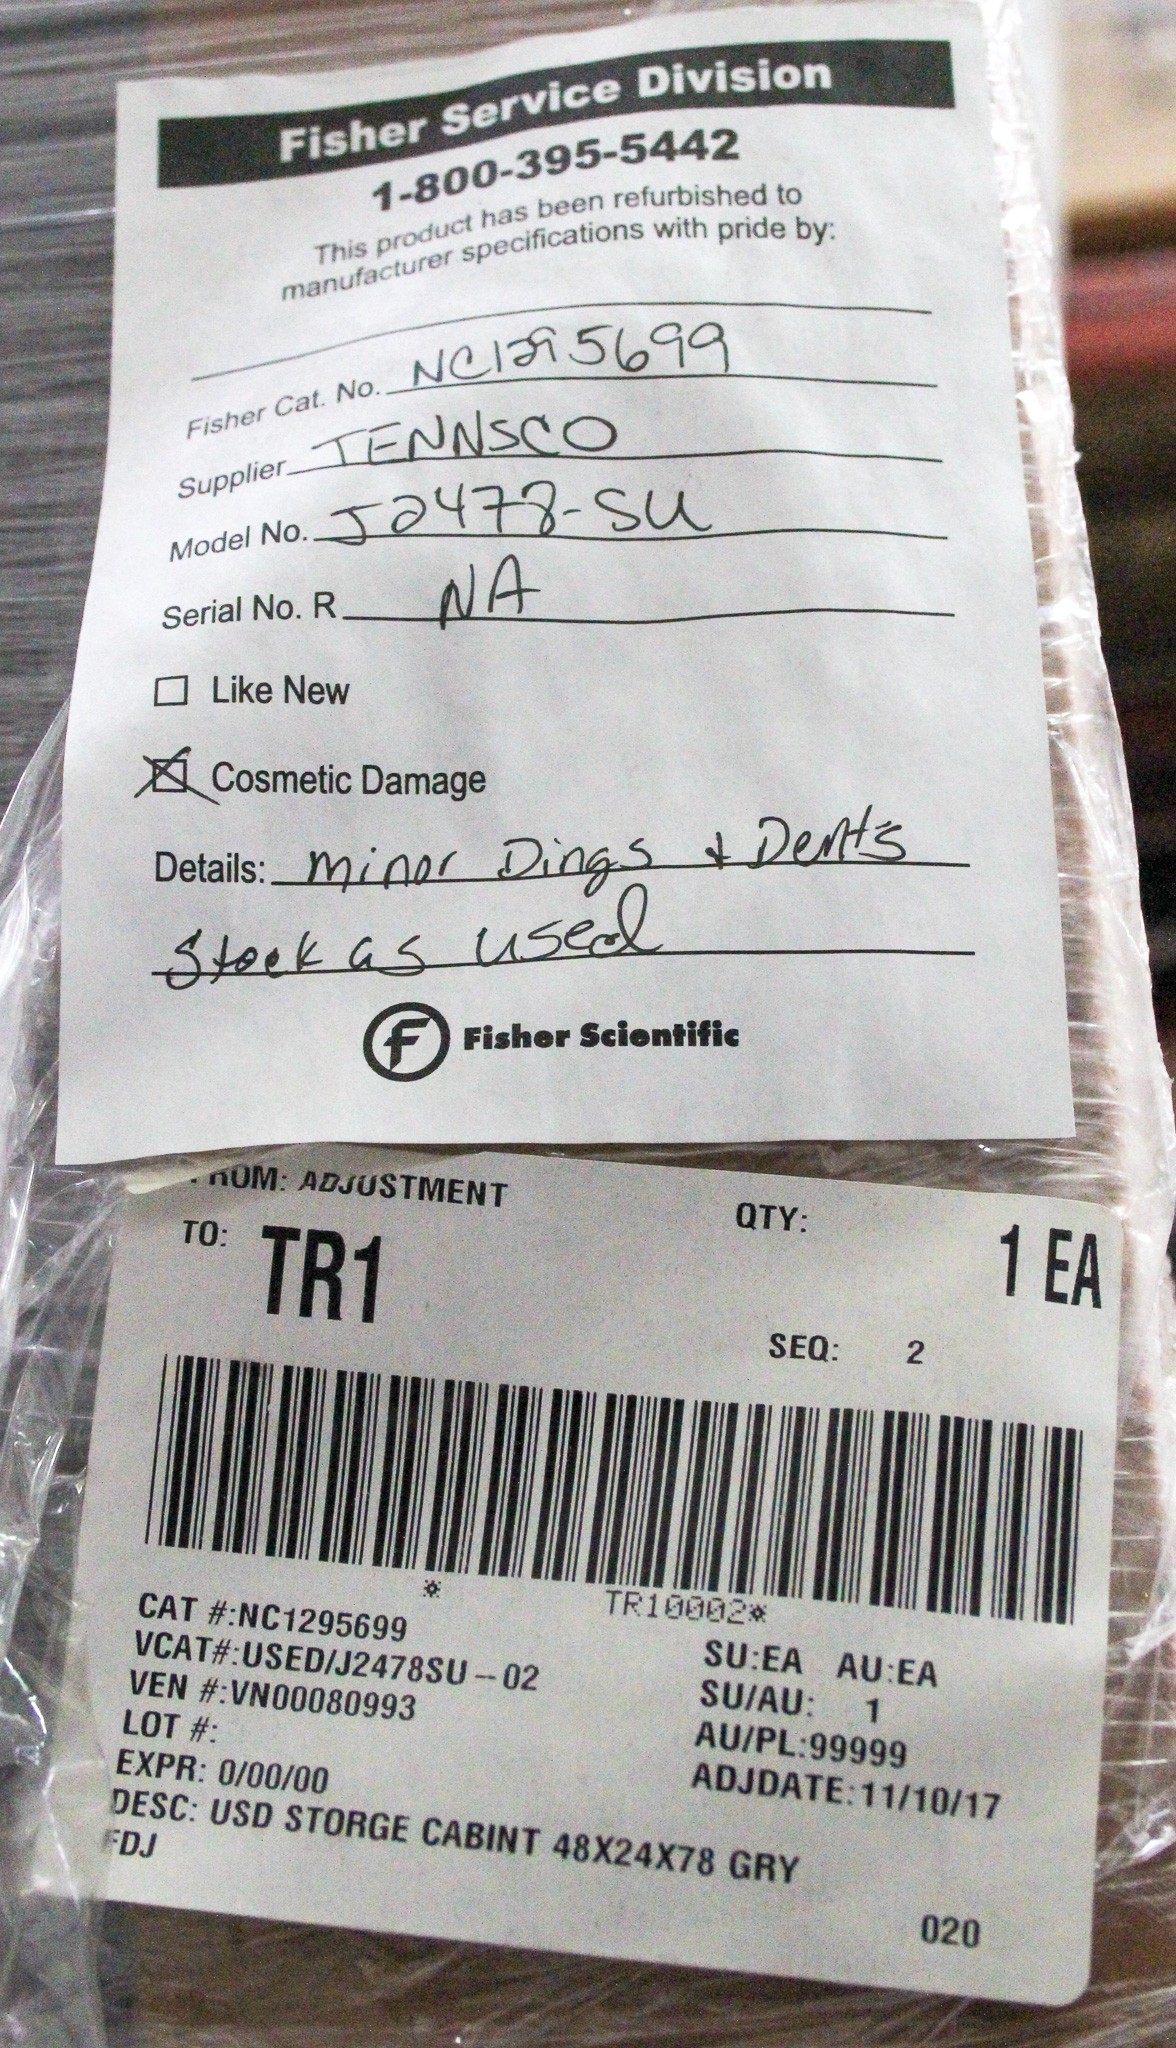 Fisher Service Division
1-800-395-5442
This product has been refurbished to
manufacturer specifications with pride by:
Fisher Cat. No. NC1295699
Supplier TENNSCO
Model No. J2478-SU
Serial No. R NA
Like New
Cosmetic Damage
Details: minor Dings & Dents
Stock as used
F Fisher Scientific
FROM: ADJUSTMENT
TO: TR1
QTY: 1 EA
SEQ: 2
* TR10002*
CAT #:NC1295699
VCAT#:USED/J2478SU-02
VEN #:VN00080993
LOT #:
EXPR: 0/00/00
SU:EA AU:EA
SU/AU: 1
AU/PL:99999
ADJDATE:11/10/17
DESC: USD STORGE CABINT 48X24X78 GRY
FDJ
020